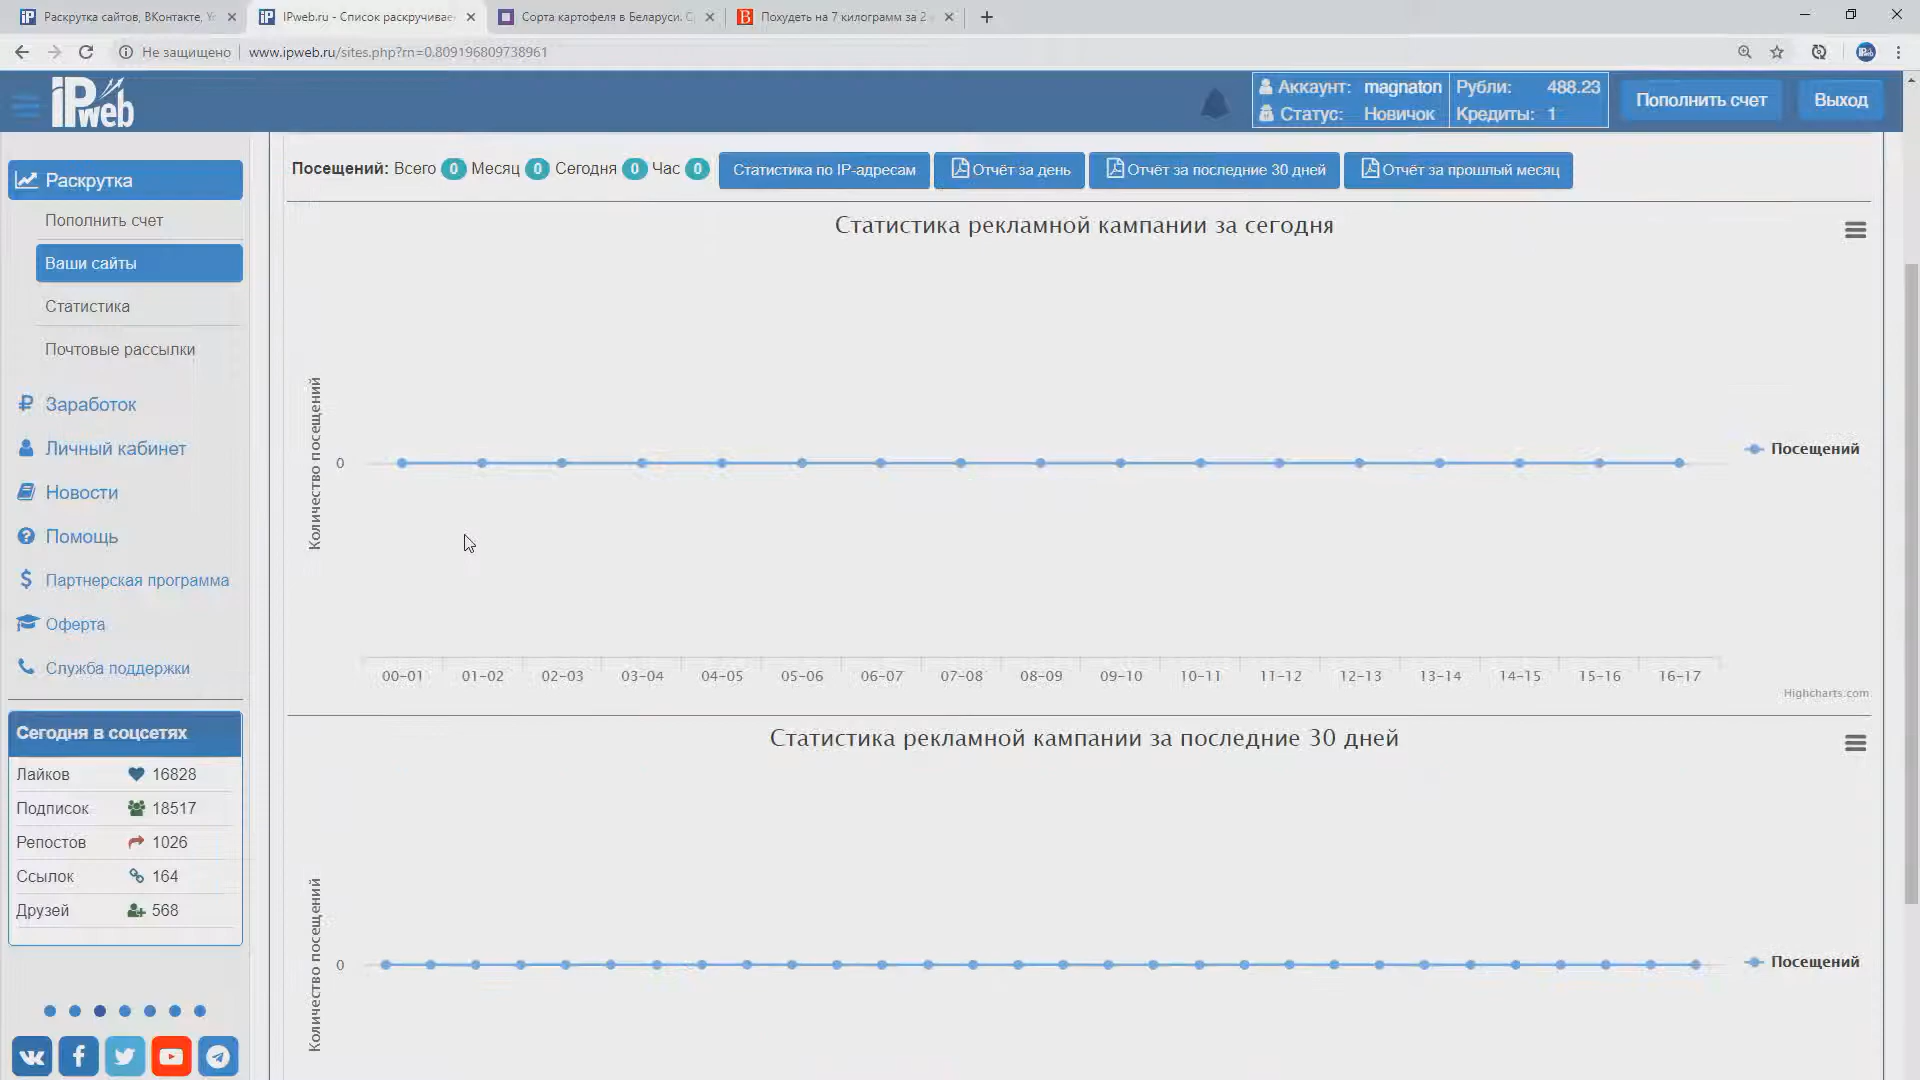 Раскрутка сайтов, ВКонтакте, Y
IPweb.ru - Список раскручивае
Сорта картофеля в Беларуси. С
Похудеть на 7 килограмм за 2
Не защищено
www.ipweb.ru/sites.php?rn=0.809196809738961
IPweb
Аккаунт: magnaton
Статус: Новичок
Рубли: 488.23
Кредиты: 1
Пополнить счет
Выход
Раскрутка
Пополнить счет
Ваши сайты
Статистика
Почтовые рассылки
Заработок
Личный кабинет
Новости
Помощь
Партнерская программа
Оферта
Служба поддержки
Сегодня в соцсетях
Лайков 16828
Подписок 18517
Репостов 1026
Ссылок 164
Друзей 568
Посещений: Всего 0 Месяц 0 Сегодня 0 Час 0
Статистика по IP-адресам
Отчёт за день
Отчёт за последние 30 дней
Отчёт за прошлый месяц
Статистика рекламной кампании за сегодня
Количество посещений
0
Посещений
00-01 01-02 02-03 03-04 04-05 05-06 06-07 07-08 08-09 09-10 10-11 11-12 12-13 13-14 14-15 15-16 16-17
Highcharts.com
Статистика рекламной кампании за последние 30 дней
Количество посещений
0
Посещений